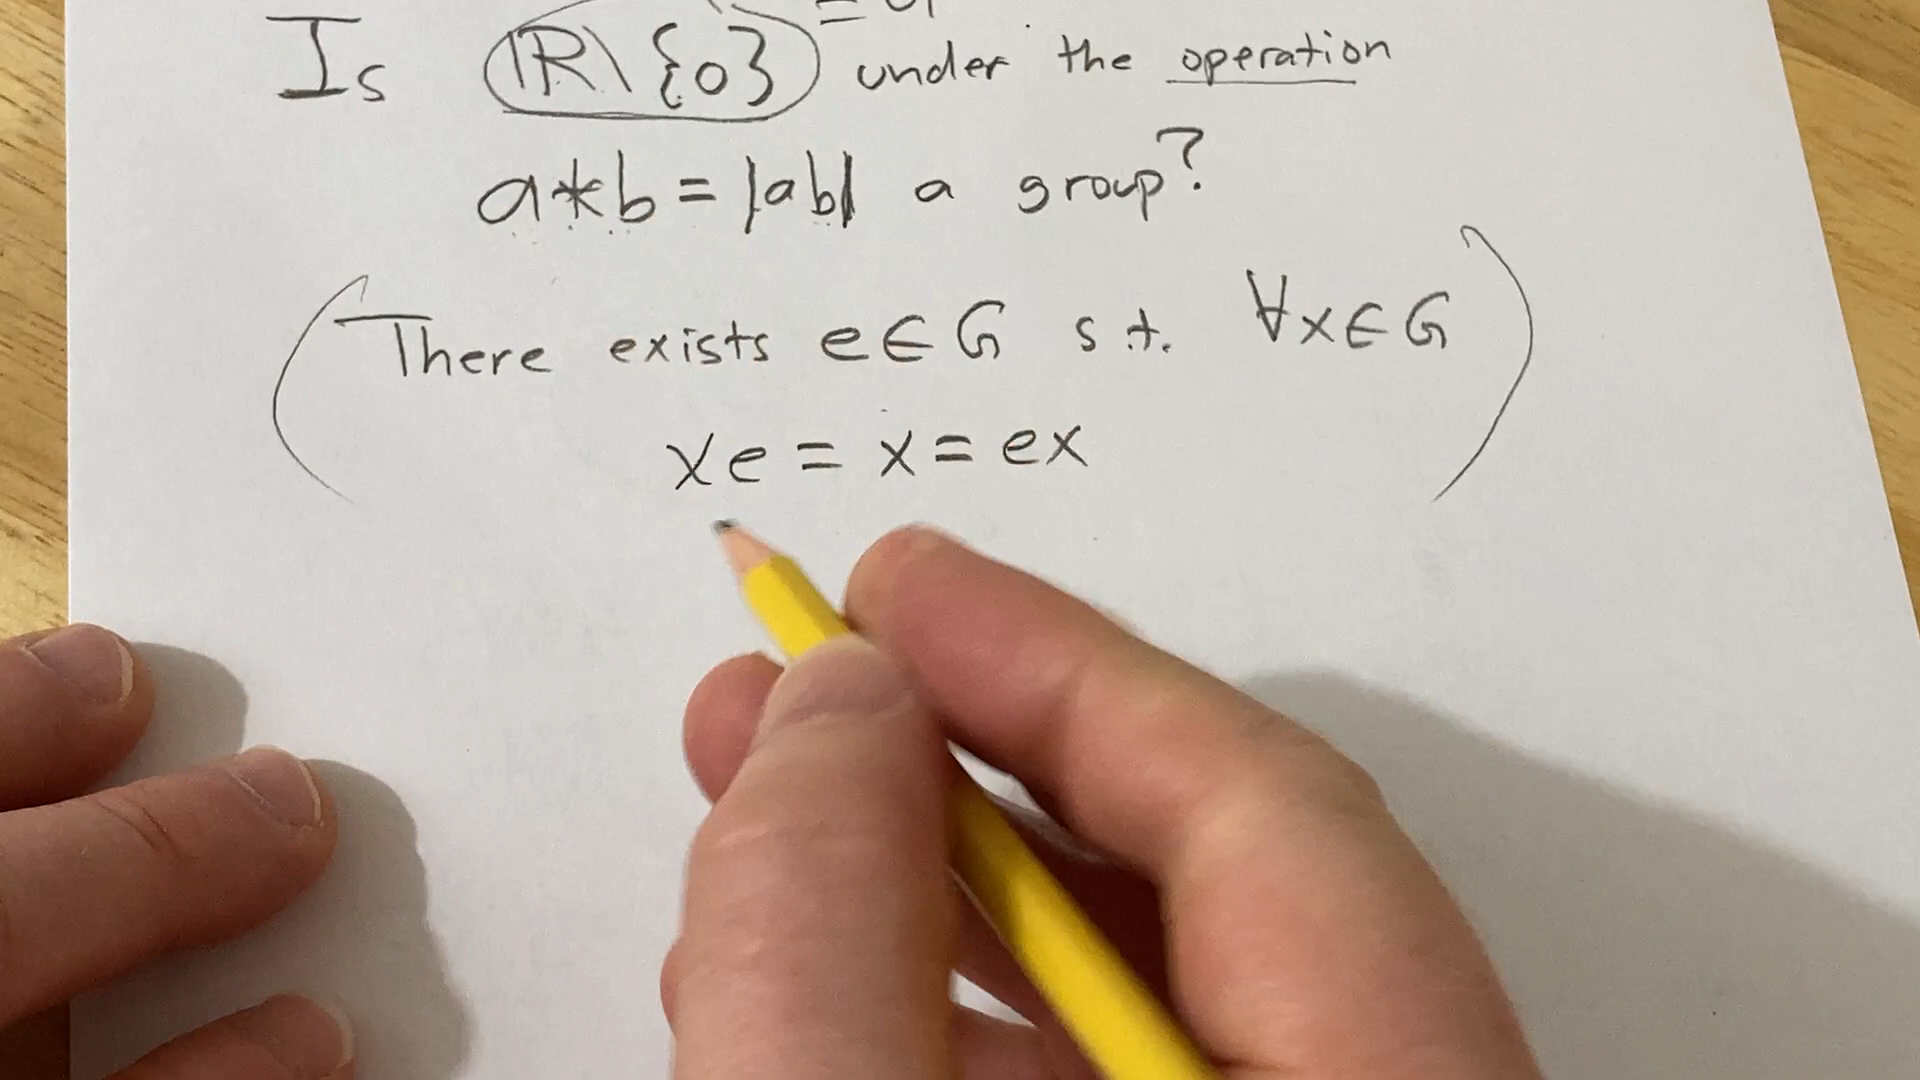 Is ℝ\{0} under the operation
a*b = |ab| a group?
(There exists e∈G s.t. ∀x∈G)
xe = x = ex